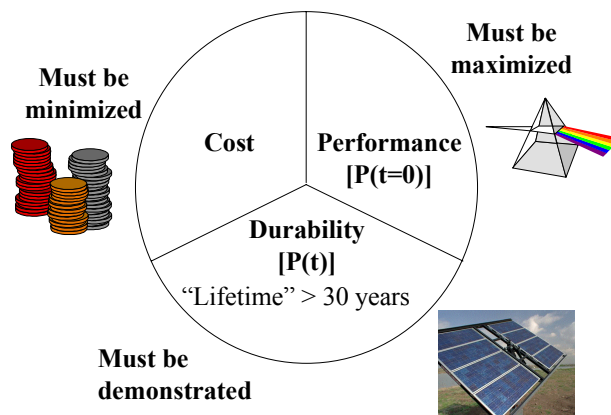 Must be
maximized
Must be
minimized
Cost
Performance
[P(t=0)]
Durability
[P(t)]
“Lifetime” > 30 years
Must be
demonstrated